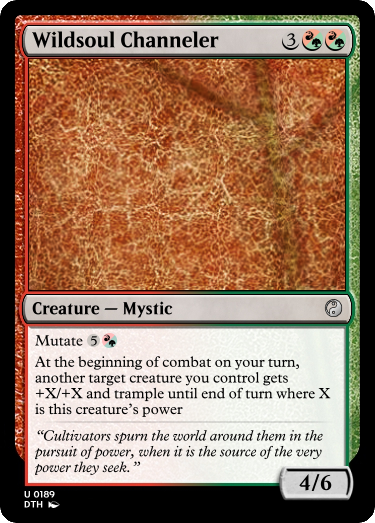 Wildsoul Channeler 3
Creature — Mystic
Mutate 5
At the beginning of combat on your turn,
another target creature you control gets
+X/+X and trample until end of turn where X
is this creature's power
“Cultivators spurn the world around them in the
pursuit of power, when it is the source of the very
power they seek.”
4/6
U 0189
DTH